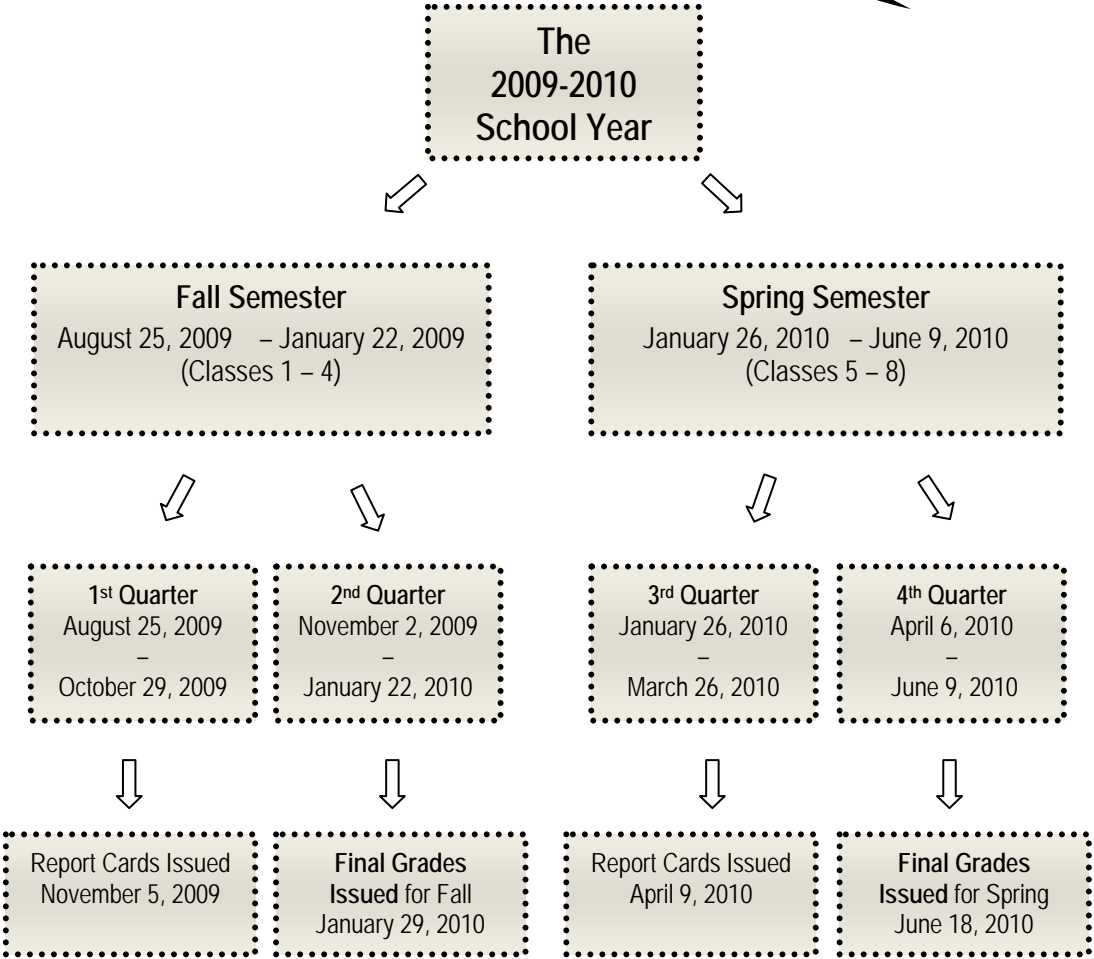 The
2009-2010
School Year
Fall Semester
August 25, 2009 – January 22, 2009
(Classes 1 – 4)
Spring Semester
January 26, 2010 – June 9, 2010
(Classes 5 – 8)
1st Quarter
August 25, 2009
–
October 29, 2009
2nd Quarter
November 2, 2009
–
January 22, 2010
3rd Quarter
January 26, 2010
–
March 26, 2010
4th Quarter
April 6, 2010
–
June 9, 2010
Report Cards Issued
November 5, 2009
Final Grades
Issued for Fall
January 29, 2010
Report Cards Issued
April 9, 2010
Final Grades
Issued for Spring
June 18, 2010